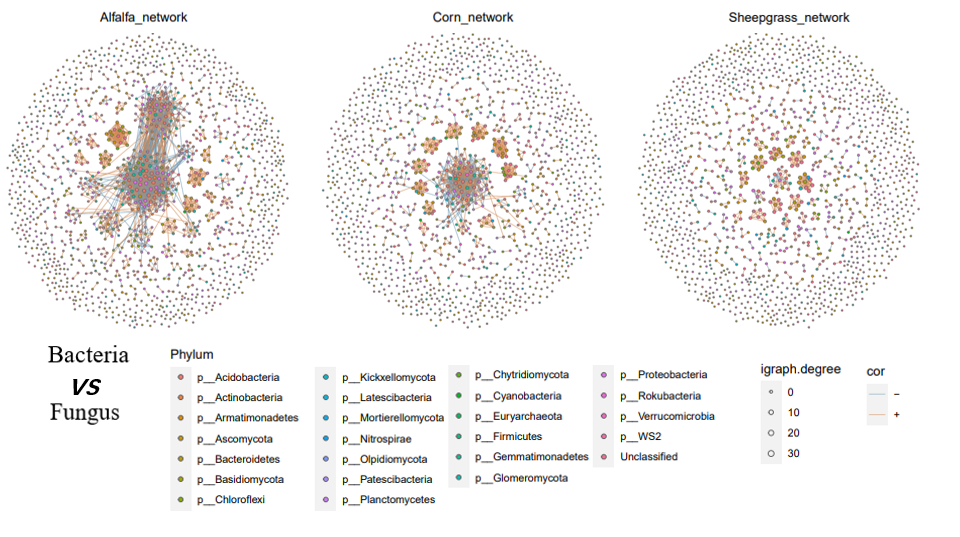 Alfalfa_network
Corn_network
Sheepgrass_network
Bacteria
VS
Fungus
Phylum
p__Acidobacteria
p__Actinobacteria
p__Armatimonadetes
p__Ascomycota
p__Bacteroidetes
p__Basidiomycota
p__Chloroflexi
p__Kickxellomycota
p__Latescibacteria
p__Mortierellomycota
p__Nitrospirae
p__Olpidiomycota
p__Patescibacteria
p__Planctomycetes
p__Chytridiomycota
p__Cyanobacteria
p__Euryarchaeota
p__Firmicutes
p__Gemmatimonadetes
p__Glomeromycota
p__Proteobacteria
p__Rokubacteria
p__Verrucomicrobia
p__WS2
Unclassified
igraph.degree
0
10
20
30
cor
−
+